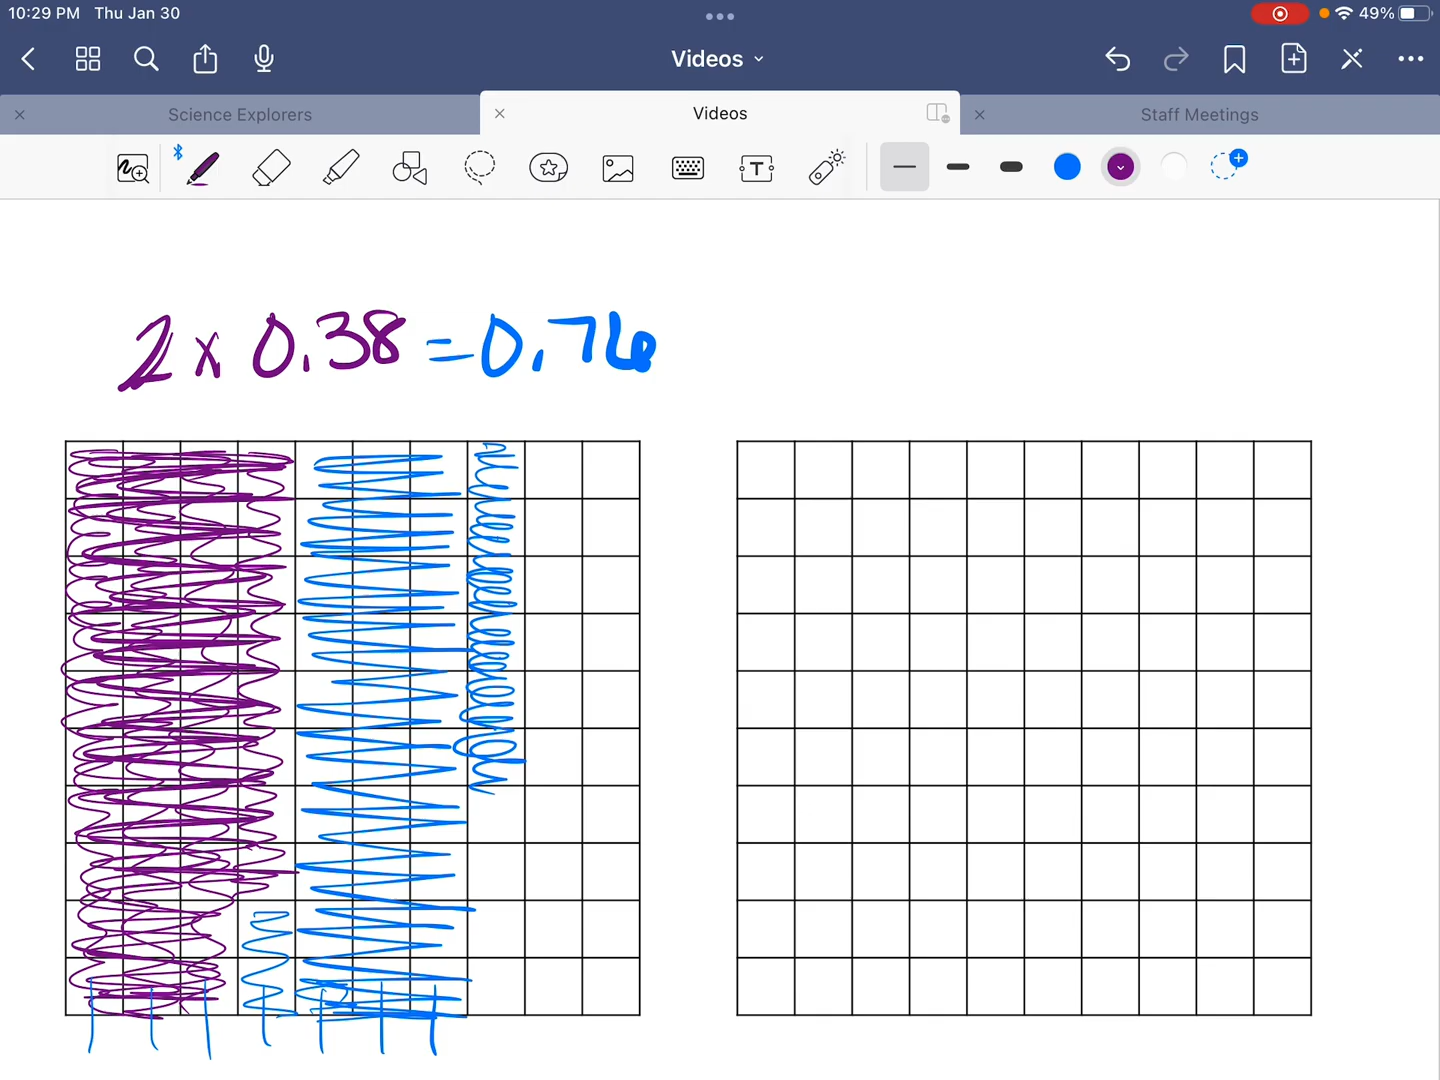 10:29 PM Thu Jan 30
49%
Videos
Science Explorers
Videos
Staff Meetings
T
2 x 0.38 = 0.76